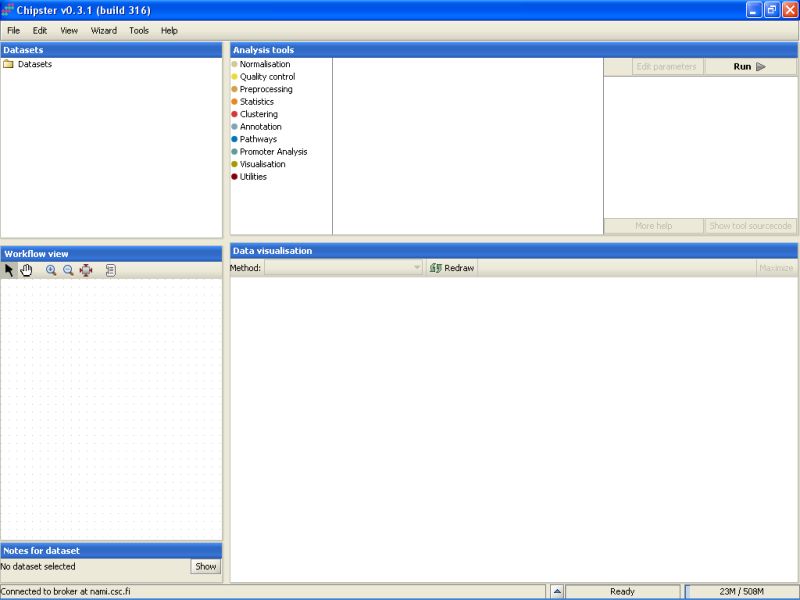 Chipster v0.3.1 (build 316)
File Edit View Wizard Tools Help
Datasets
Datasets
Analysis tools
Normalisation
Quality control
Preprocessing
Statistics
Clustering
Annotation
Pathways
Promoter Analysis
Visualisation
Utilities
Edit parameters Run
More help Show tool sourcecode
Workflow view
Data visualisation
Method: Redraw Maximize
Notes for dataset
No dataset selected Show
Connected to broker at nami.csc.fi Ready 23M / 508M